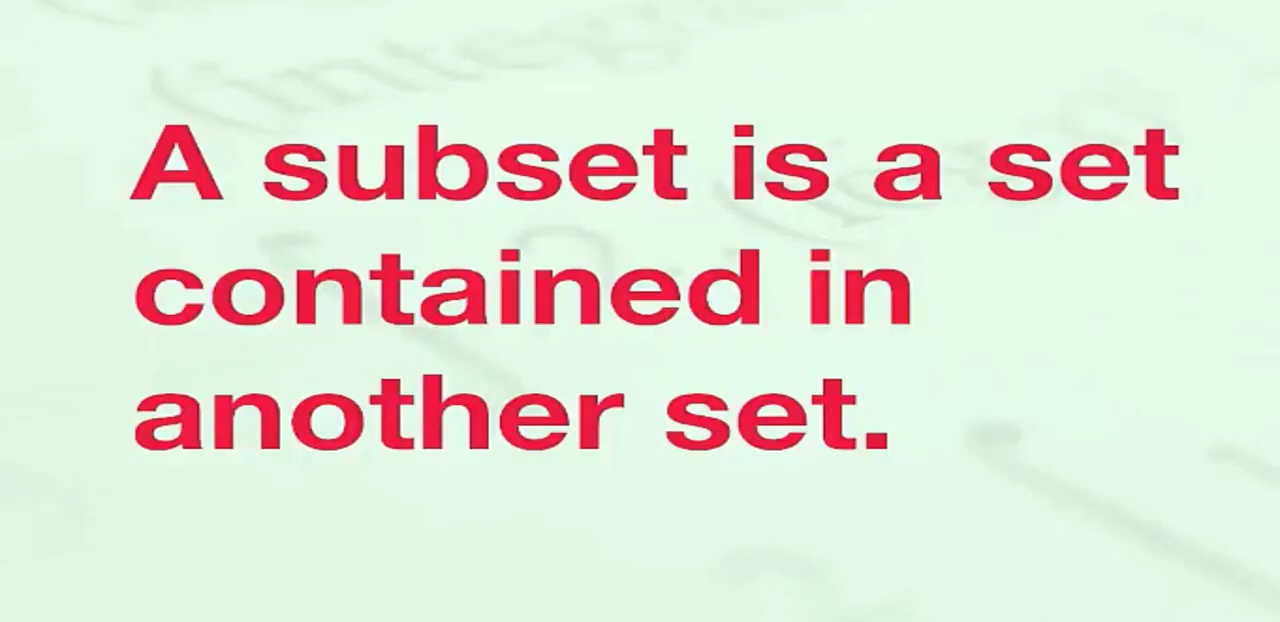 A subset is a set
contained in
another set.